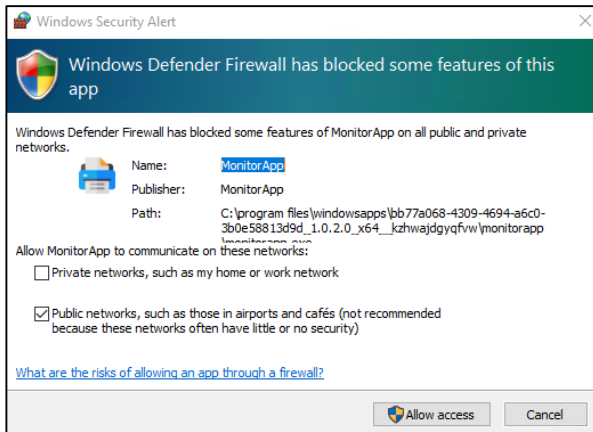 Windows Security Alert
Windows Defender Firewall has blocked some features of this
app
Windows Defender Firewall has blocked some features of MonitorApp on all public and private
networks.
Name: MonitorApp
Publisher: MonitorApp
Path: C:\program files\windowsapps\bb77a068-4309-4694-a6c0-
3b0e58813d9d_1.0.2.0_x64__kzhwajdgyqfvw\monitorapp
\monitorapp.exe
Allow MonitorApp to communicate on these networks:
Private networks, such as my home or work network
Public networks, such as those in airports and cafés (not recommended
because these networks often have little or no security)
What are the risks of allowing an app through a firewall?
Allow access Cancel